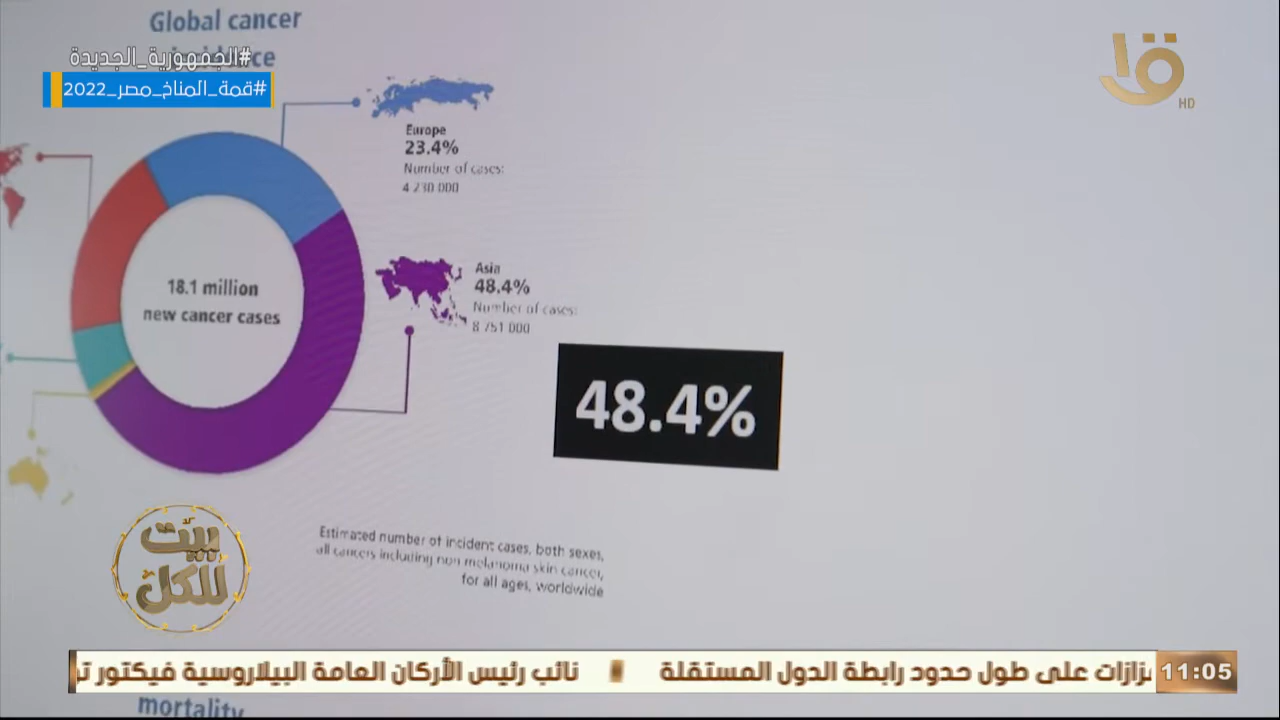 Global cancer
#الجمهورية_الجديدة
#قمة_المناخ_مصر_2022
HD
Europe
23.4%
Number of cases:
4 230 000
18.1 million
new cancer cases
Asia
48.4%
Number of cases:
8 751 000
48.4%
Estimated number of incident cases, both sexes,
all cancers including non melanoma skin cancer,
for all ages, worldwide
بيت
للكل
11:05 على طول حدود رابطة الدول المستقلة نائب رئيس الأركان العامة البيلاروسية فيكتور
mortality